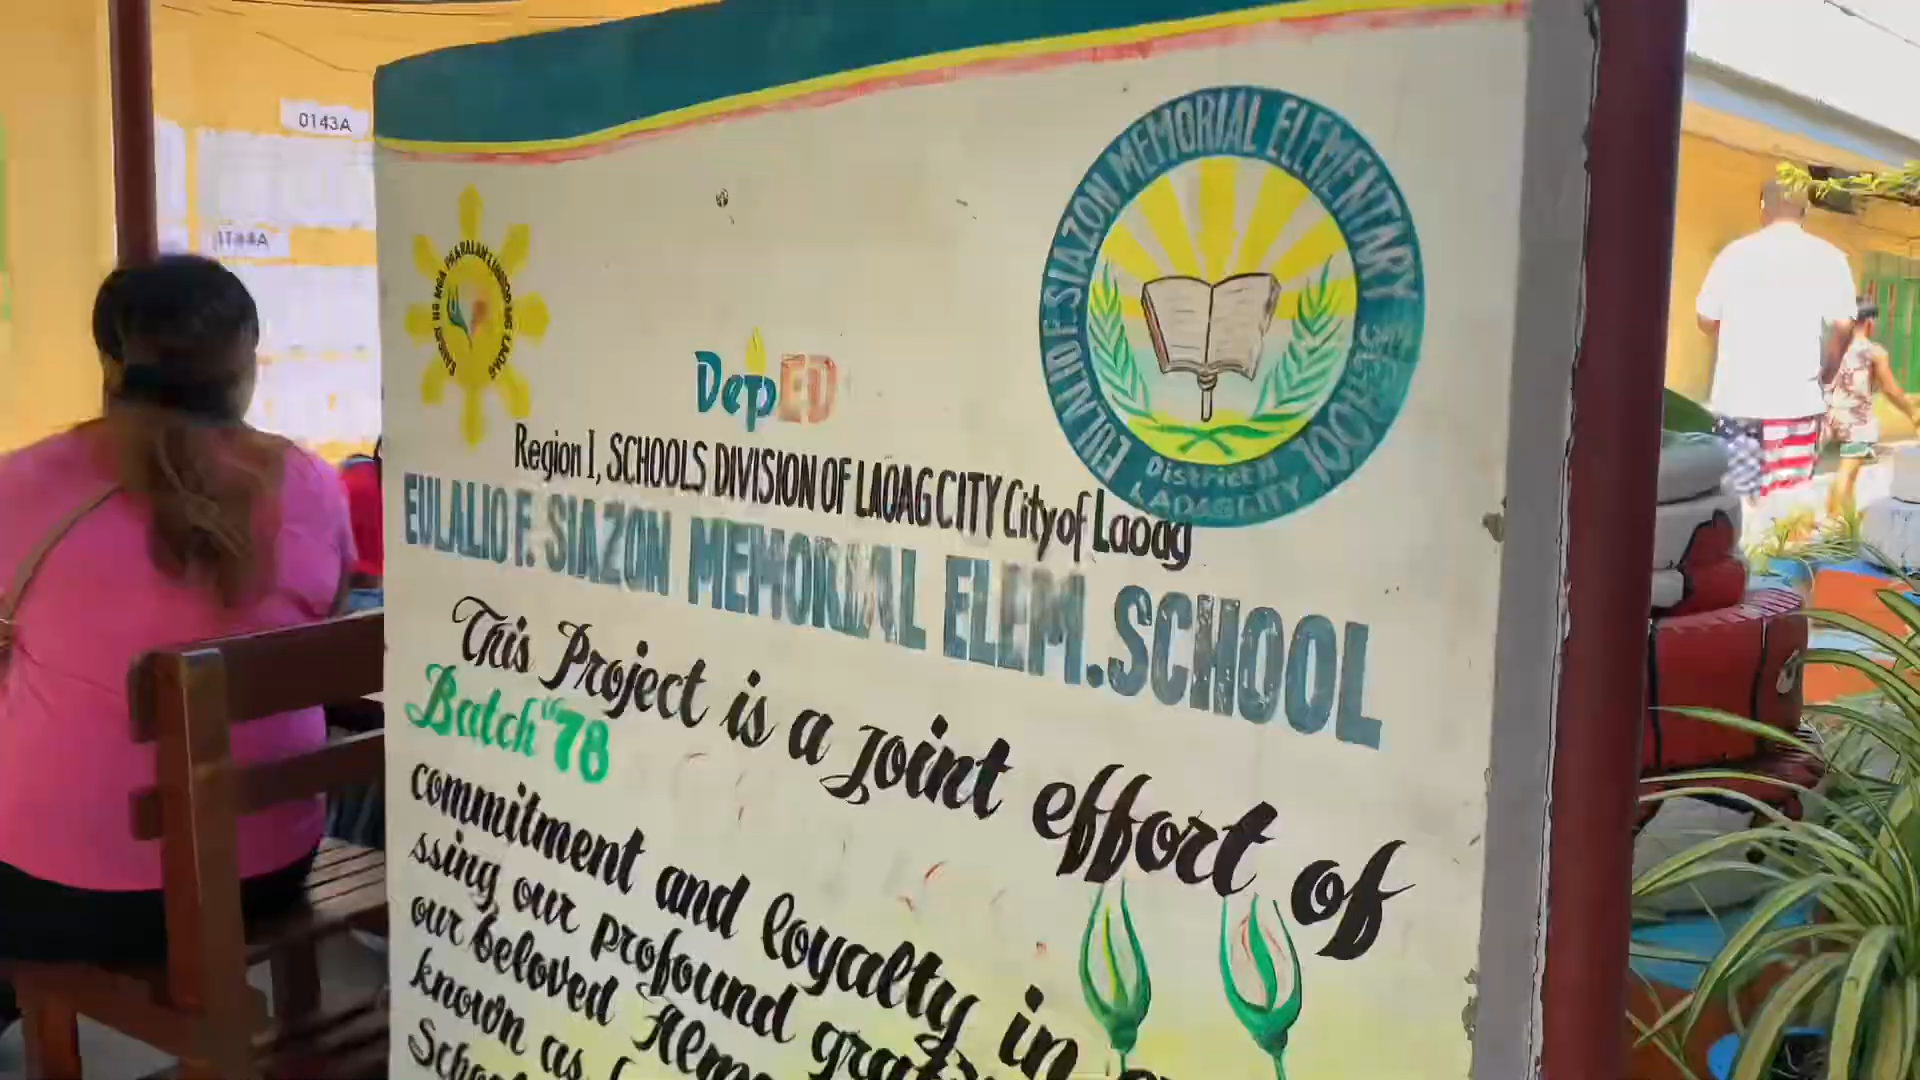 0143A
EULALIO F. SIAZON MEMORIAL ELEMENTARY SCHOOL
District II
LAOAG CITY
DepED
Region I, SCHOOLS DIVISION OF LAOAG CITY City of Laoag
EULALIO F. SIAZON MEMORIAL ELEM. SCHOOL
This Project is a joint effort of
Batch "78
commitment and loyalty in
ssing our profound
our beloved
known as